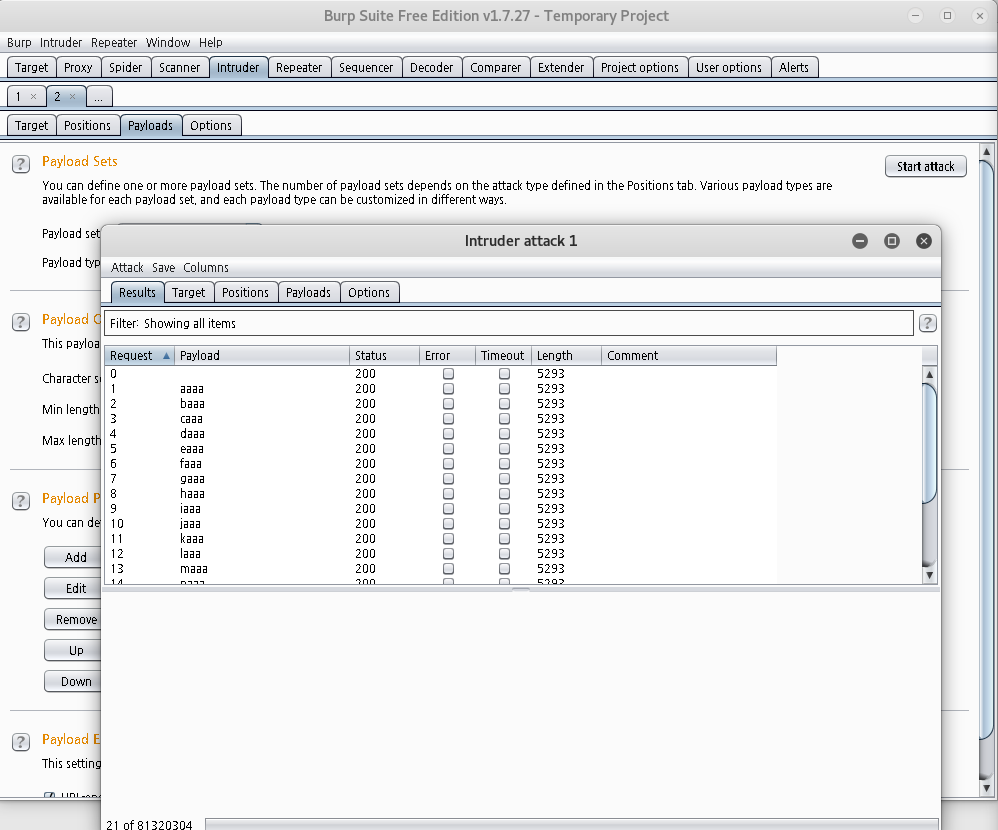 Burp Suite Free Edition v1.7.27 - Temporary Project
Burp Intruder Repeater Window Help
Target Proxy Spider Scanner Intruder Repeater Sequencer Decoder Comparer Extender Project options User options Alerts
1 × 2 × ...
Target Positions Payloads Options
? Payload Sets Start attack
You can define one or more payload sets. The number of payload sets depends on the attack type defined in the Positions tab. Various payload types are
available for each payload set, and each payload type can be customized in different ways.
Payload set
Payload typ
? Payload
This payloa
Character s
Min length
Max length
? Payload P
You can de
Add
Edit
Remove
Up
Down
? Payload E
This setting
Intruder attack 1
Attack Save Columns
Results Target Positions Payloads Options
Filter: Showing all items ?
Request Payload Status Error Timeout Length Comment
0 200 5293
1 aaaa 200 5293
2 baaa 200 5293
3 caaa 200 5293
4 daaa 200 5293
5 eaaa 200 5293
6 faaa 200 5293
7 gaaa 200 5293
8 haaa 200 5293
9 iaaa 200 5293
10 jaaa 200 5293
11 kaaa 200 5293
12 laaa 200 5293
13 maaa 200 5293
14 naaa 200 5293
21 of 81320304